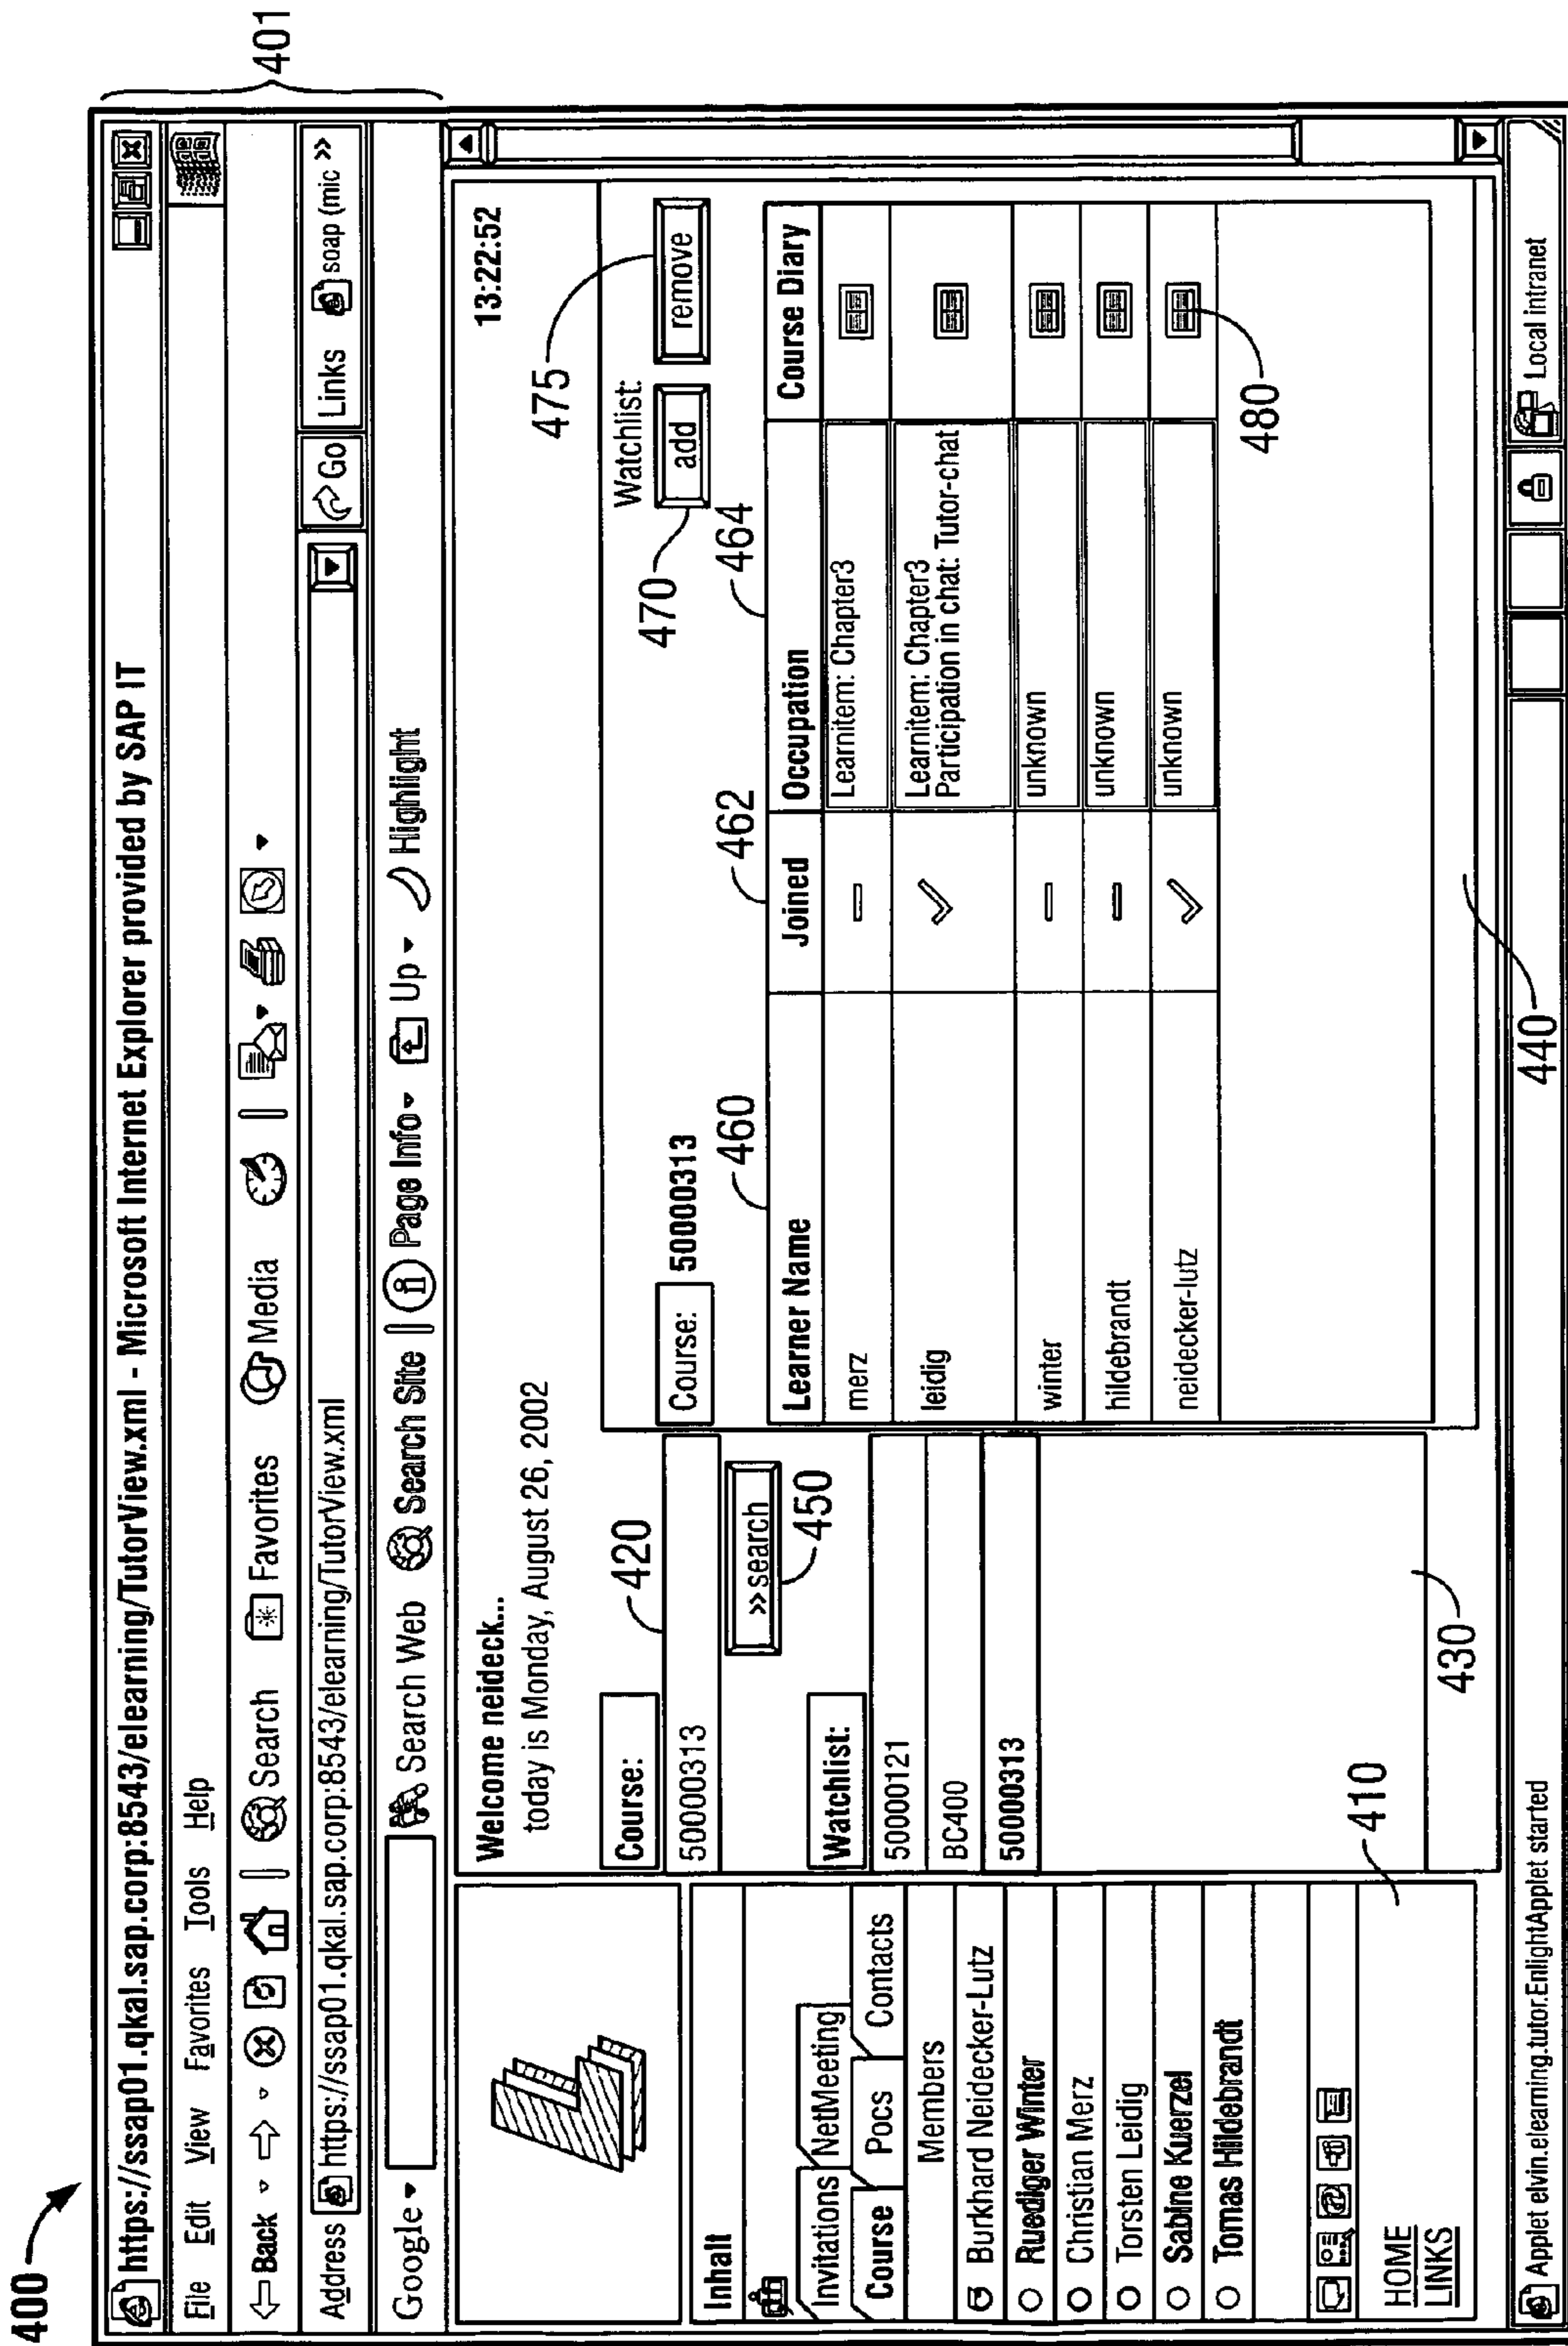 400
401
https://ssap01.qkal.sap.corp:8543/elearning/TutorView.xml - Microsoft Internet Explorer provided by SAP IT
File Edit View Favorites Tools Help
Back Search Favorites Media
Address https://ssap01.qkal.sap.corp:8543/elearning/TutorView.xml Go Links soap (mic »
Google Search Web Search Site Page Info Up Highlight
Welcome neideck...
13:22:52
today is Monday, August 26, 2002
Inhalt
Invitations NetMeeting
Course Pocs Contacts
Members
Burkhard Neidecker-Lutz
Ruediger Winter
Christian Merz
Torsten Leidig
Sabine Kuerzel
Tomas Hildebrandt
HOME
LINKS
410
Course:
420
50000313
»search
450
Watchlist:
50000121
BC400
50000313
430
Course: 50000313
Watchlist:
add remove
470
475
460
462
464
Learner Name Joined Occupation Course Diary
merz Learnitem: Chapter3
leidig Learnitem: Chapter3
Participation in chat: Tutor-chat
winter unknown
hildebrandt unknown
neidecker-lutz unknown
480
440
Applet elvin.elearning.tutor.EnlightApplet started Local intranet